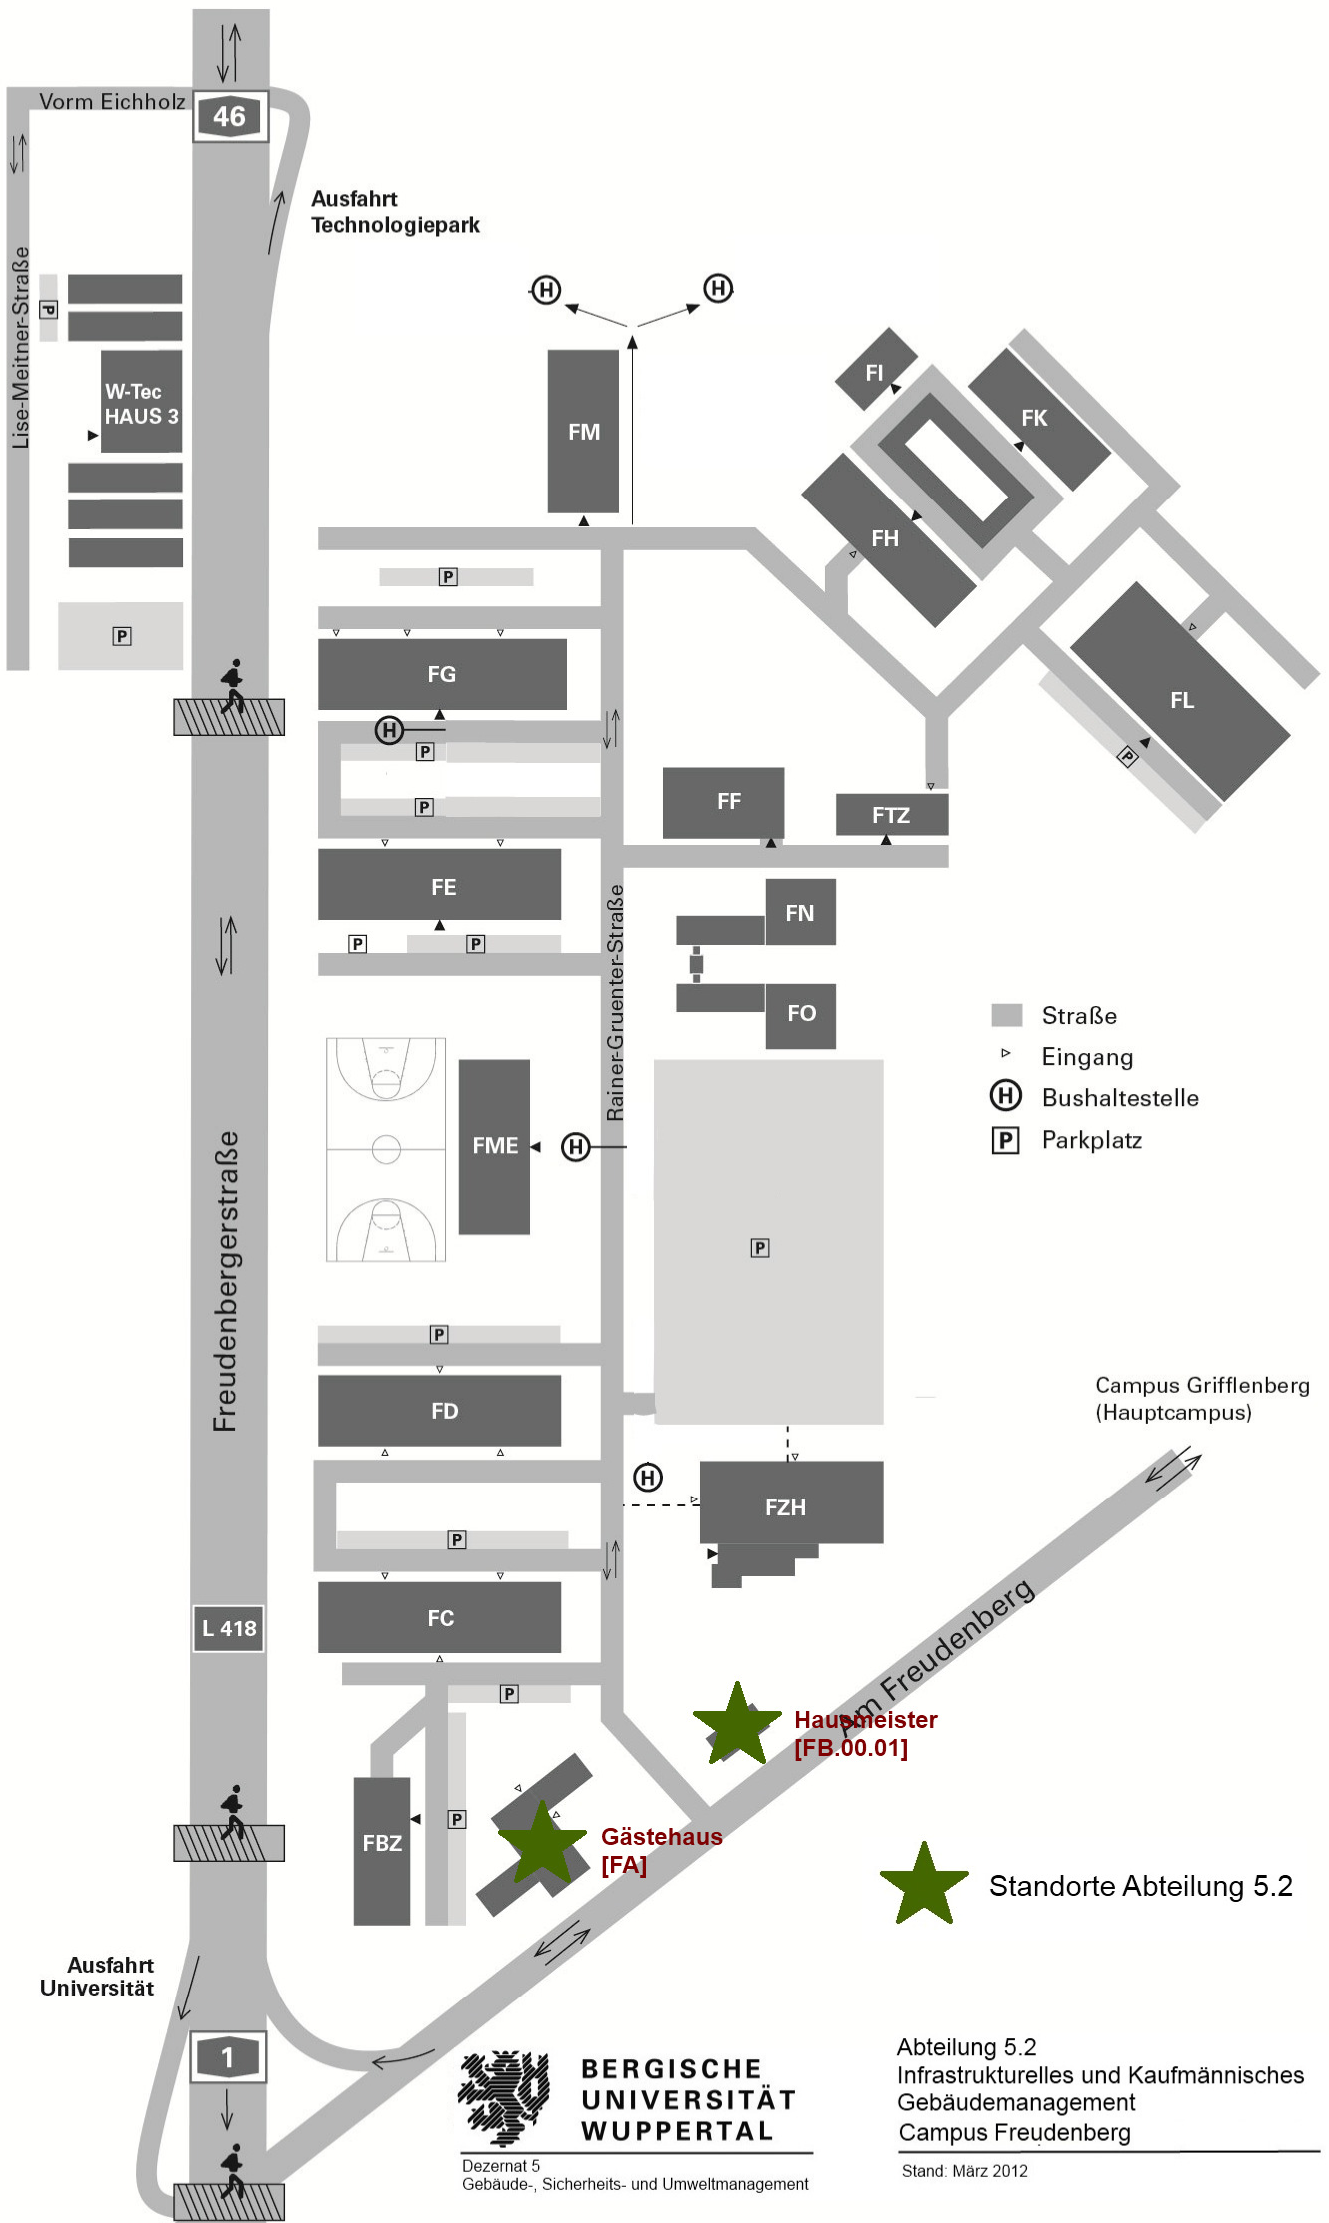 Vorm Eichholz
46
Ausfahrt
Technologiepark
Lise-Meitner-Straße
P
W-Tec
HAUS 3
P
H
H
FM
FI
FK
FH
FL
P
P
FG
H
P
P
FE
P
P
FF
FTZ
FN
FO
Rainer-Gruenter-Straße
Straße
Eingang
H Bushaltestelle
P Parkplatz
FME
H
P
Freudenbergerstraße
P
FD
H
FZH
P
FC
L 418
P
Campus Grifflenberg
(Hauptcampus)
Am Freudenberg
Hausmeister
[FB.00.01]
FBZ
P
Gästehaus
[FA]
Standorte Abteilung 5.2
Ausfahrt
Universität
1
BERGISCHE
UNIVERSITÄT
WUPPERTAL
Dezernat 5
Gebäude-, Sicherheits- und Umweltmanagement
Abteilung 5.2
Infrastrukturelles und Kaufmännisches
Gebäudemanagement
Campus Freudenberg
Stand: März 2012